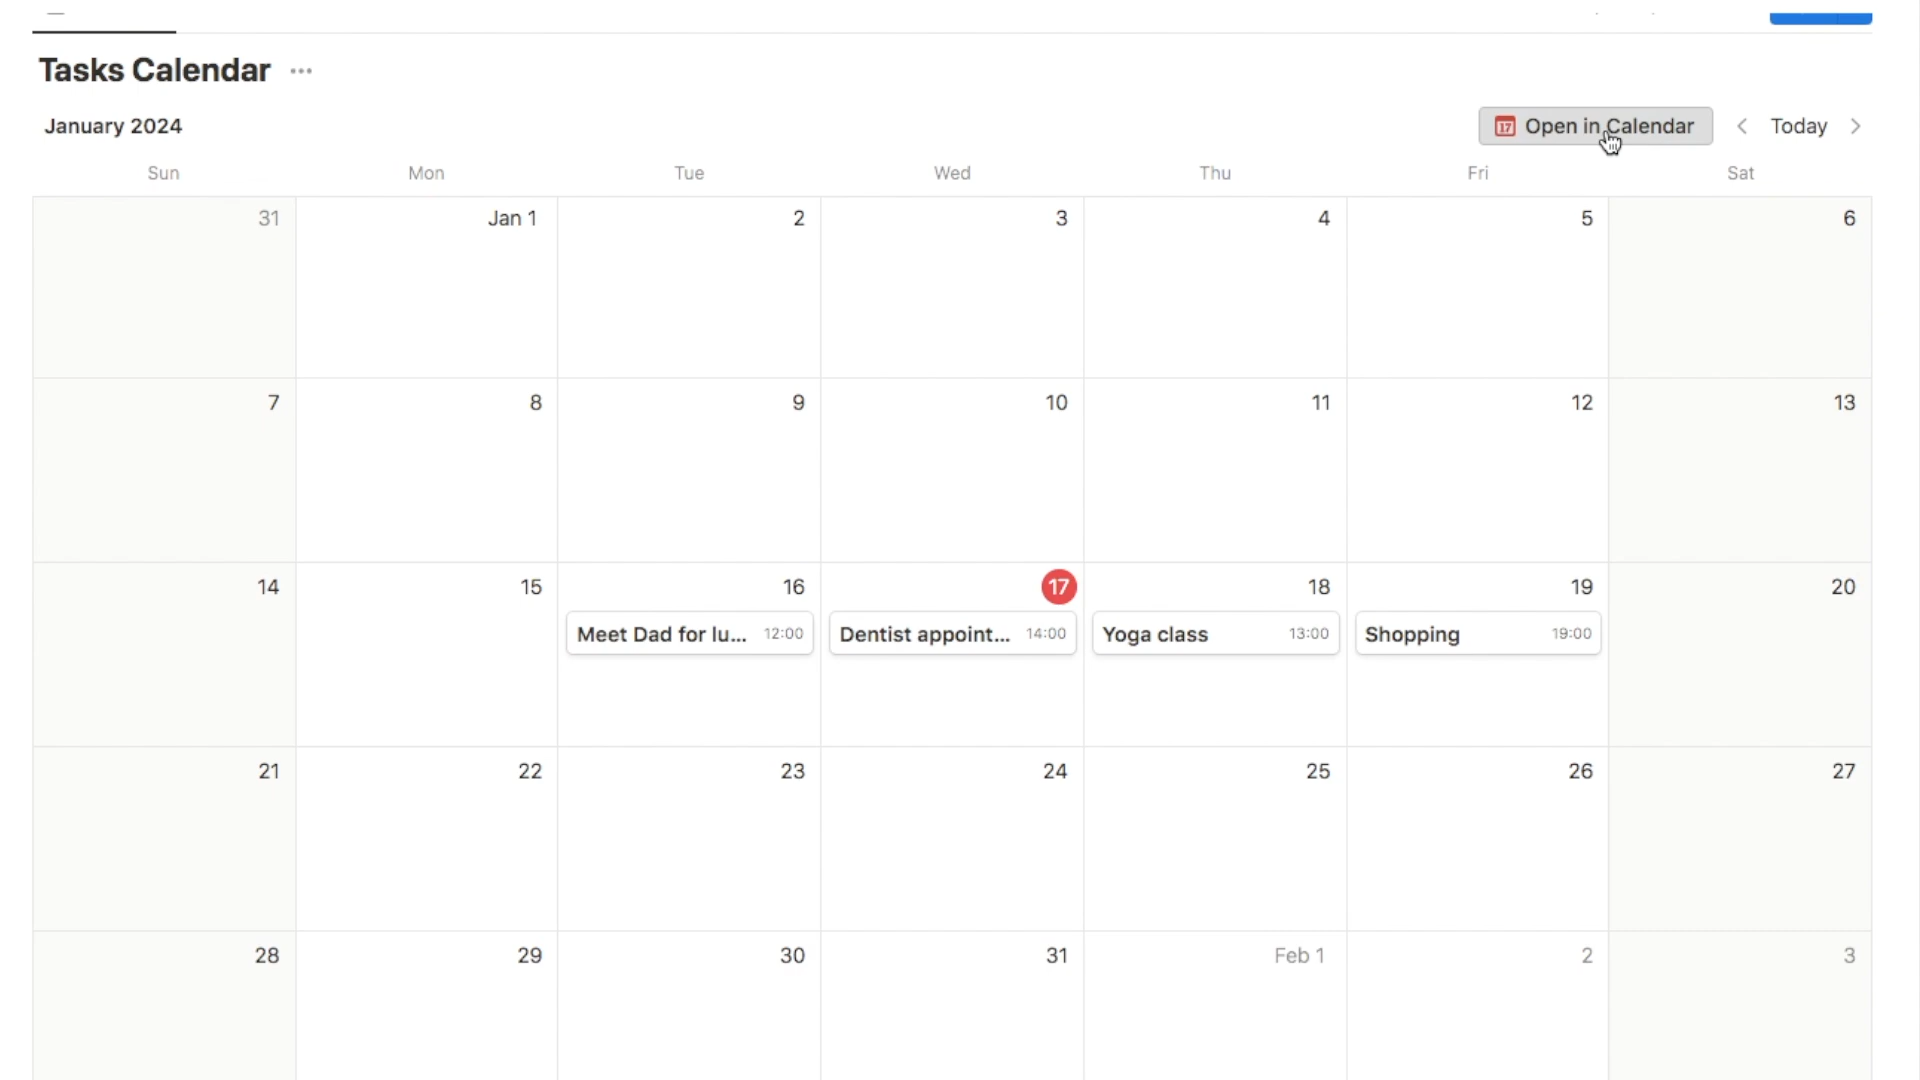 Tasks Calendar ...
January 2024
17 Open in Calendar < Today >
Sun Mon Tue Wed Thu Fri Sat
31 Jan 1 2 3 4 5 6
7 8 9 10 11 12 13
14 15 16 17 18 19 20
Meet Dad for lu... 12:00 Dentist appoint... 14:00 Yoga class 13:00 Shopping 19:00
21 22 23 24 25 26 27
28 29 30 31 Feb 1 2 3